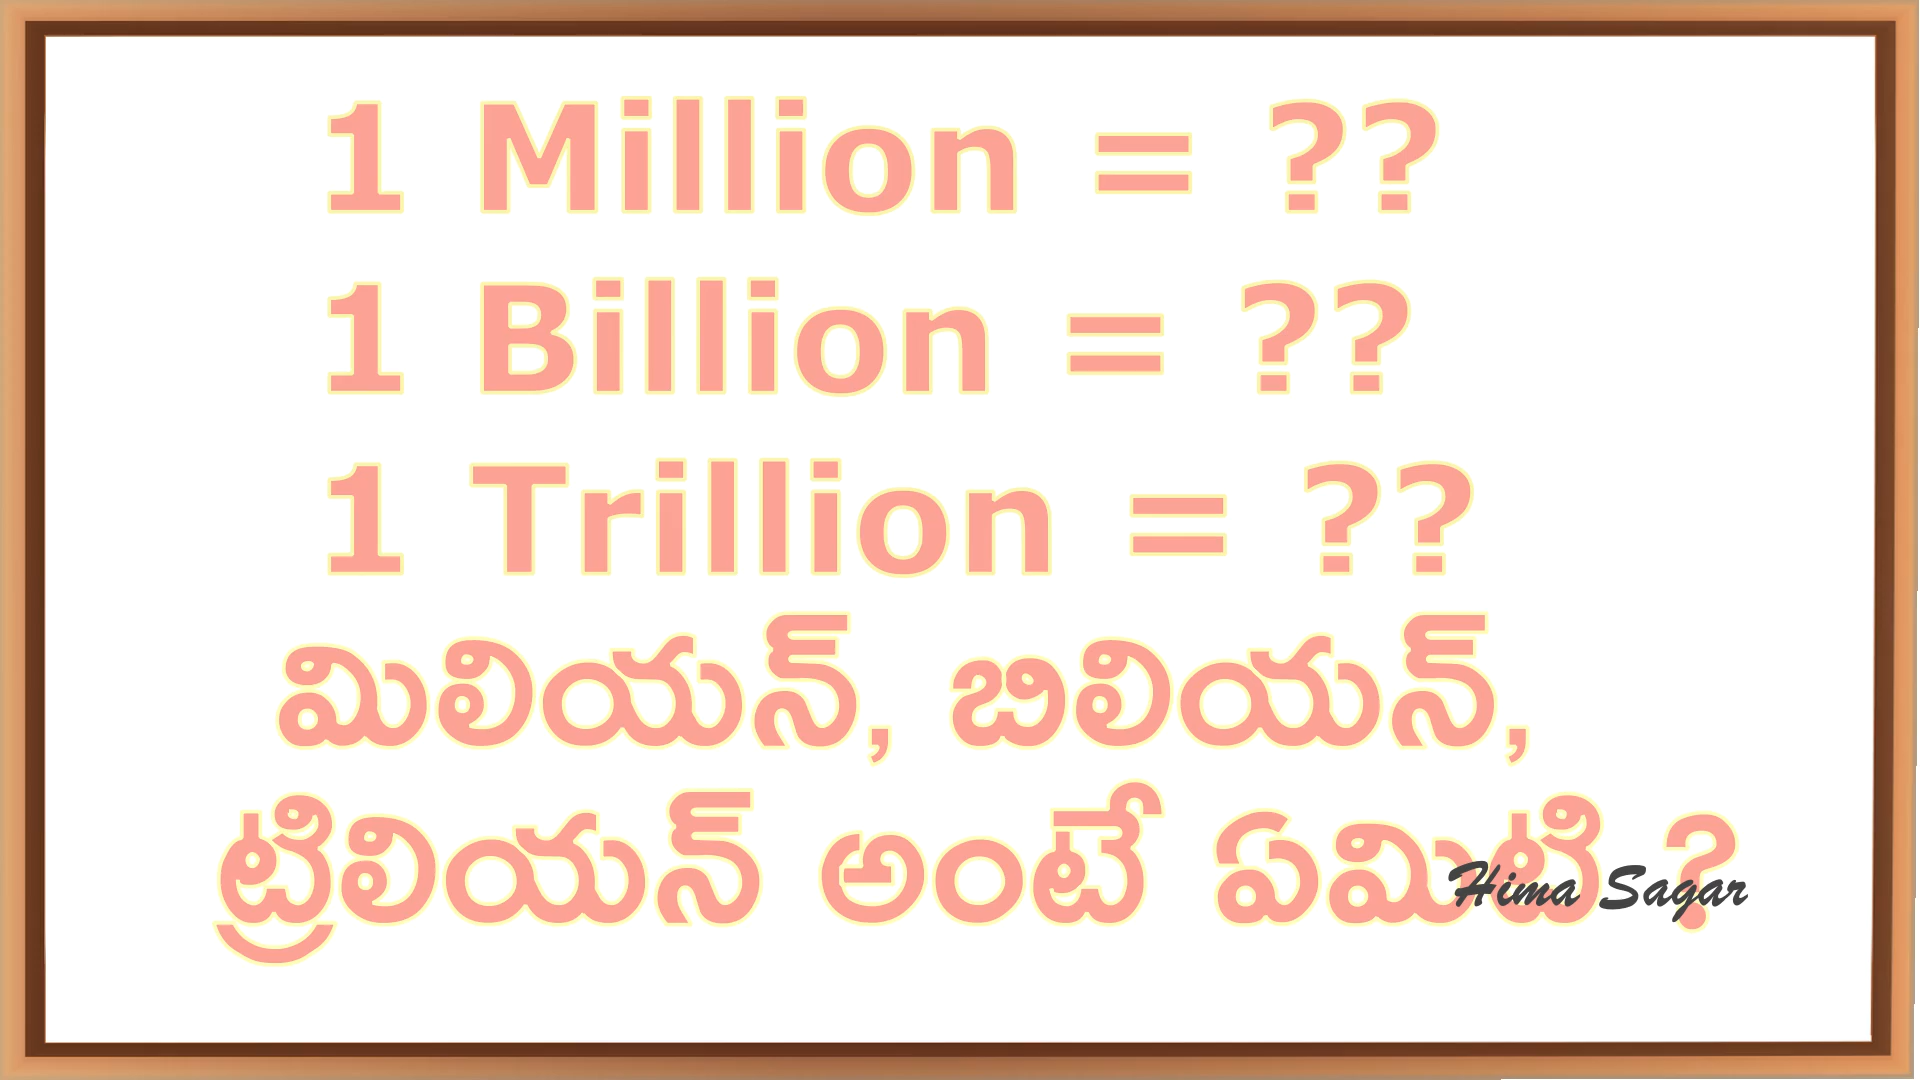 1 Million = ??
1 Billion = ??
1 Trillion = ??
మిలియన్, బిలియన్,
ట్రిలియన్ అంటే ఏమిటి ?
Hima Sagar